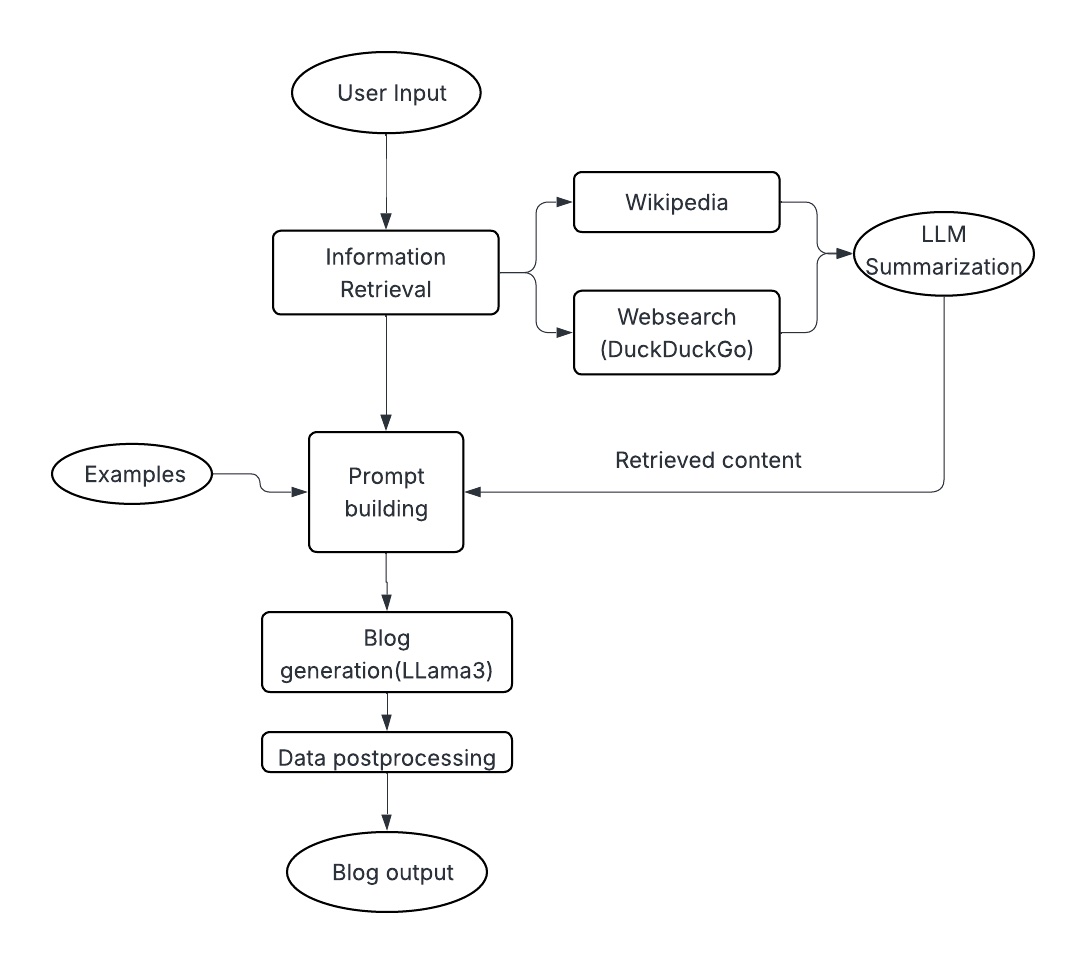 User Input
Information
Retrieval
Wikipedia
Websearch
(DuckDuckGo)
LLM
Summarization
Examples
Prompt
building
Retrieved content
Blog
generation(LLama3)
Data postprocessing
Blog output